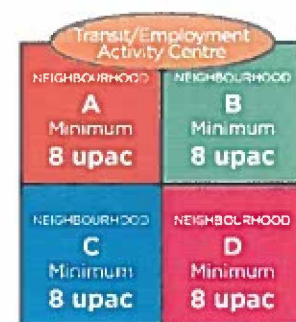 Transit/Employment
Activity Centre
NEIGHBOURHOOD
A
Minimum
8 upac
NEIGHBOURHOOD
B
Minimum
8 upac
NEIGHBOURHOOD
C
Minimum
8 upac
NEIGHBOURHOOD
D
Minimum
8 upac